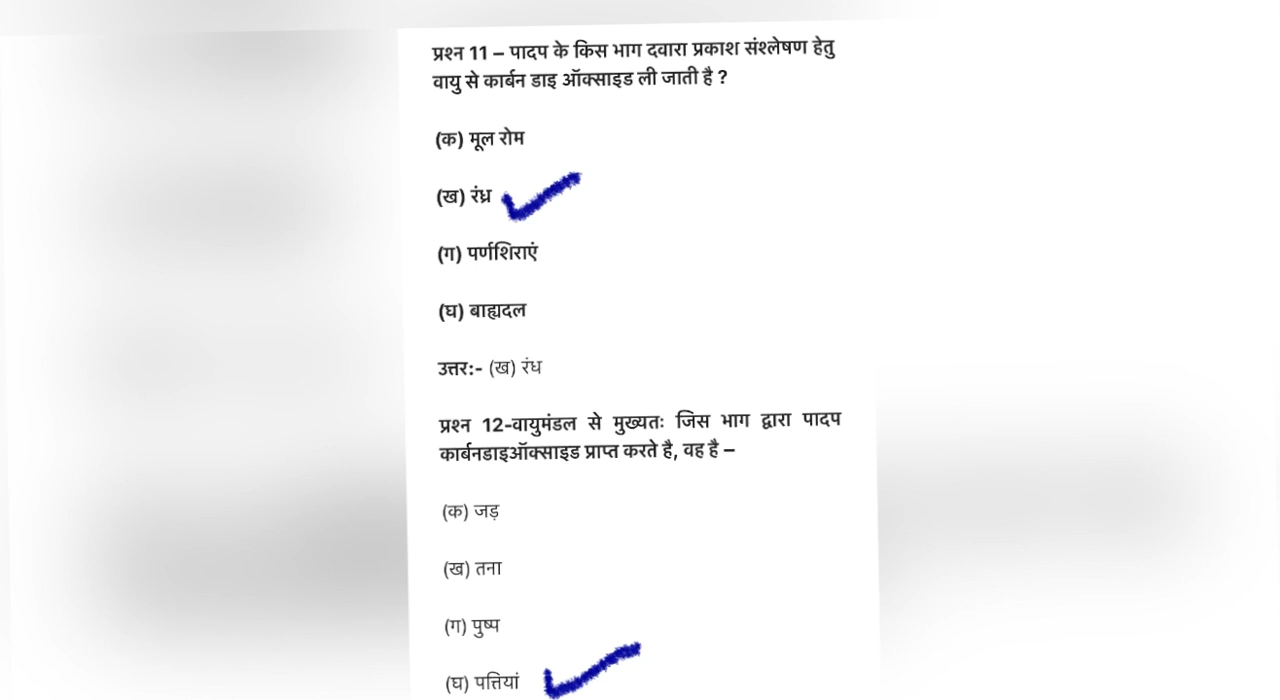 प्रश्न 11 – पादप के किस भाग दवारा प्रकाश संश्लेषण हेतु
वायु से कार्बन डाइ ऑक्साइड ली जाती है ?
(क) मूल रोम
(ख) रंध्र
(ग) पर्णशिराएं
(घ) बाह्यदल
उत्तर:- (ख) रंध
प्रश्न 12-वायुमंडल से मुख्यतः जिस भाग द्वारा पादप
कार्बनडाइऑक्साइड प्राप्त करते है, वह है –
(क) जड़
(ख) तना
(ग) पुष्प
(घ) पत्तियां